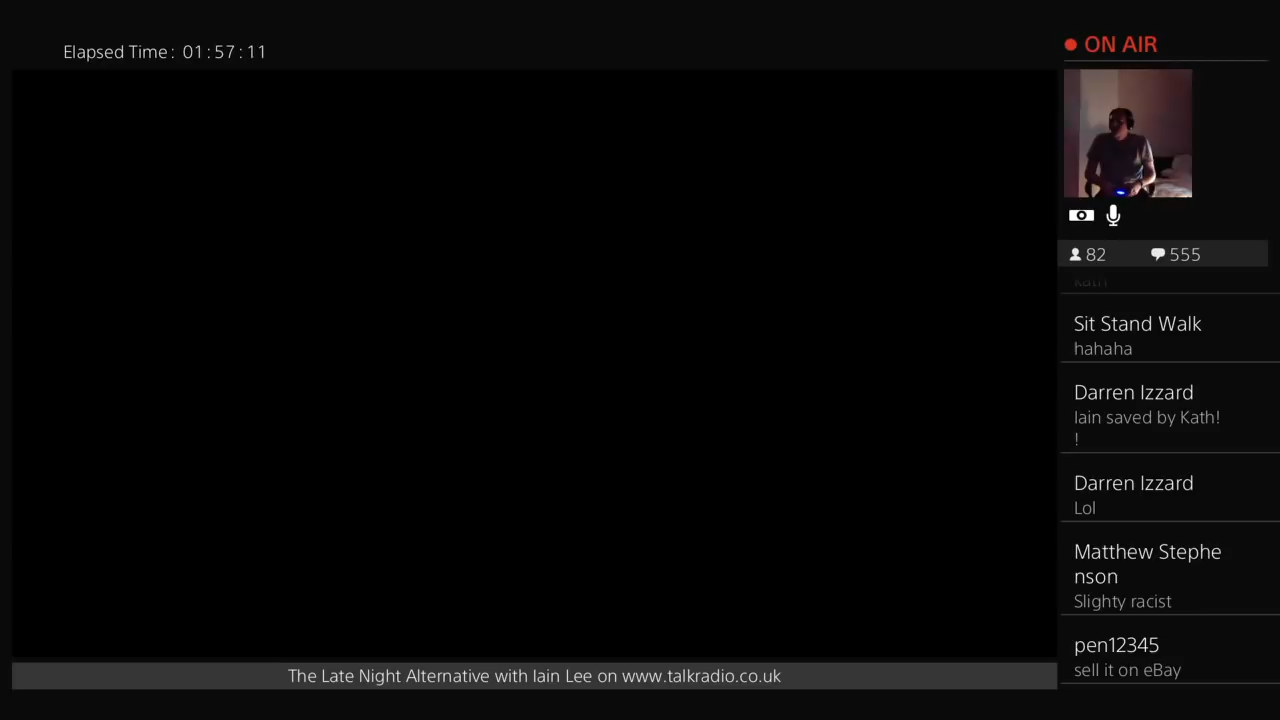 Elapsed Time: 01:57:11
ON AIR
82 555
Sit Stand Walk
hahaha
Darren Izzard
Iain saved by Kath!
!
Darren Izzard
Lol
Matthew Stephe
nson
Slighty racist
pen12345
sell it on eBay
The Late Night Alternative with Iain Lee on www.talkradio.co.uk